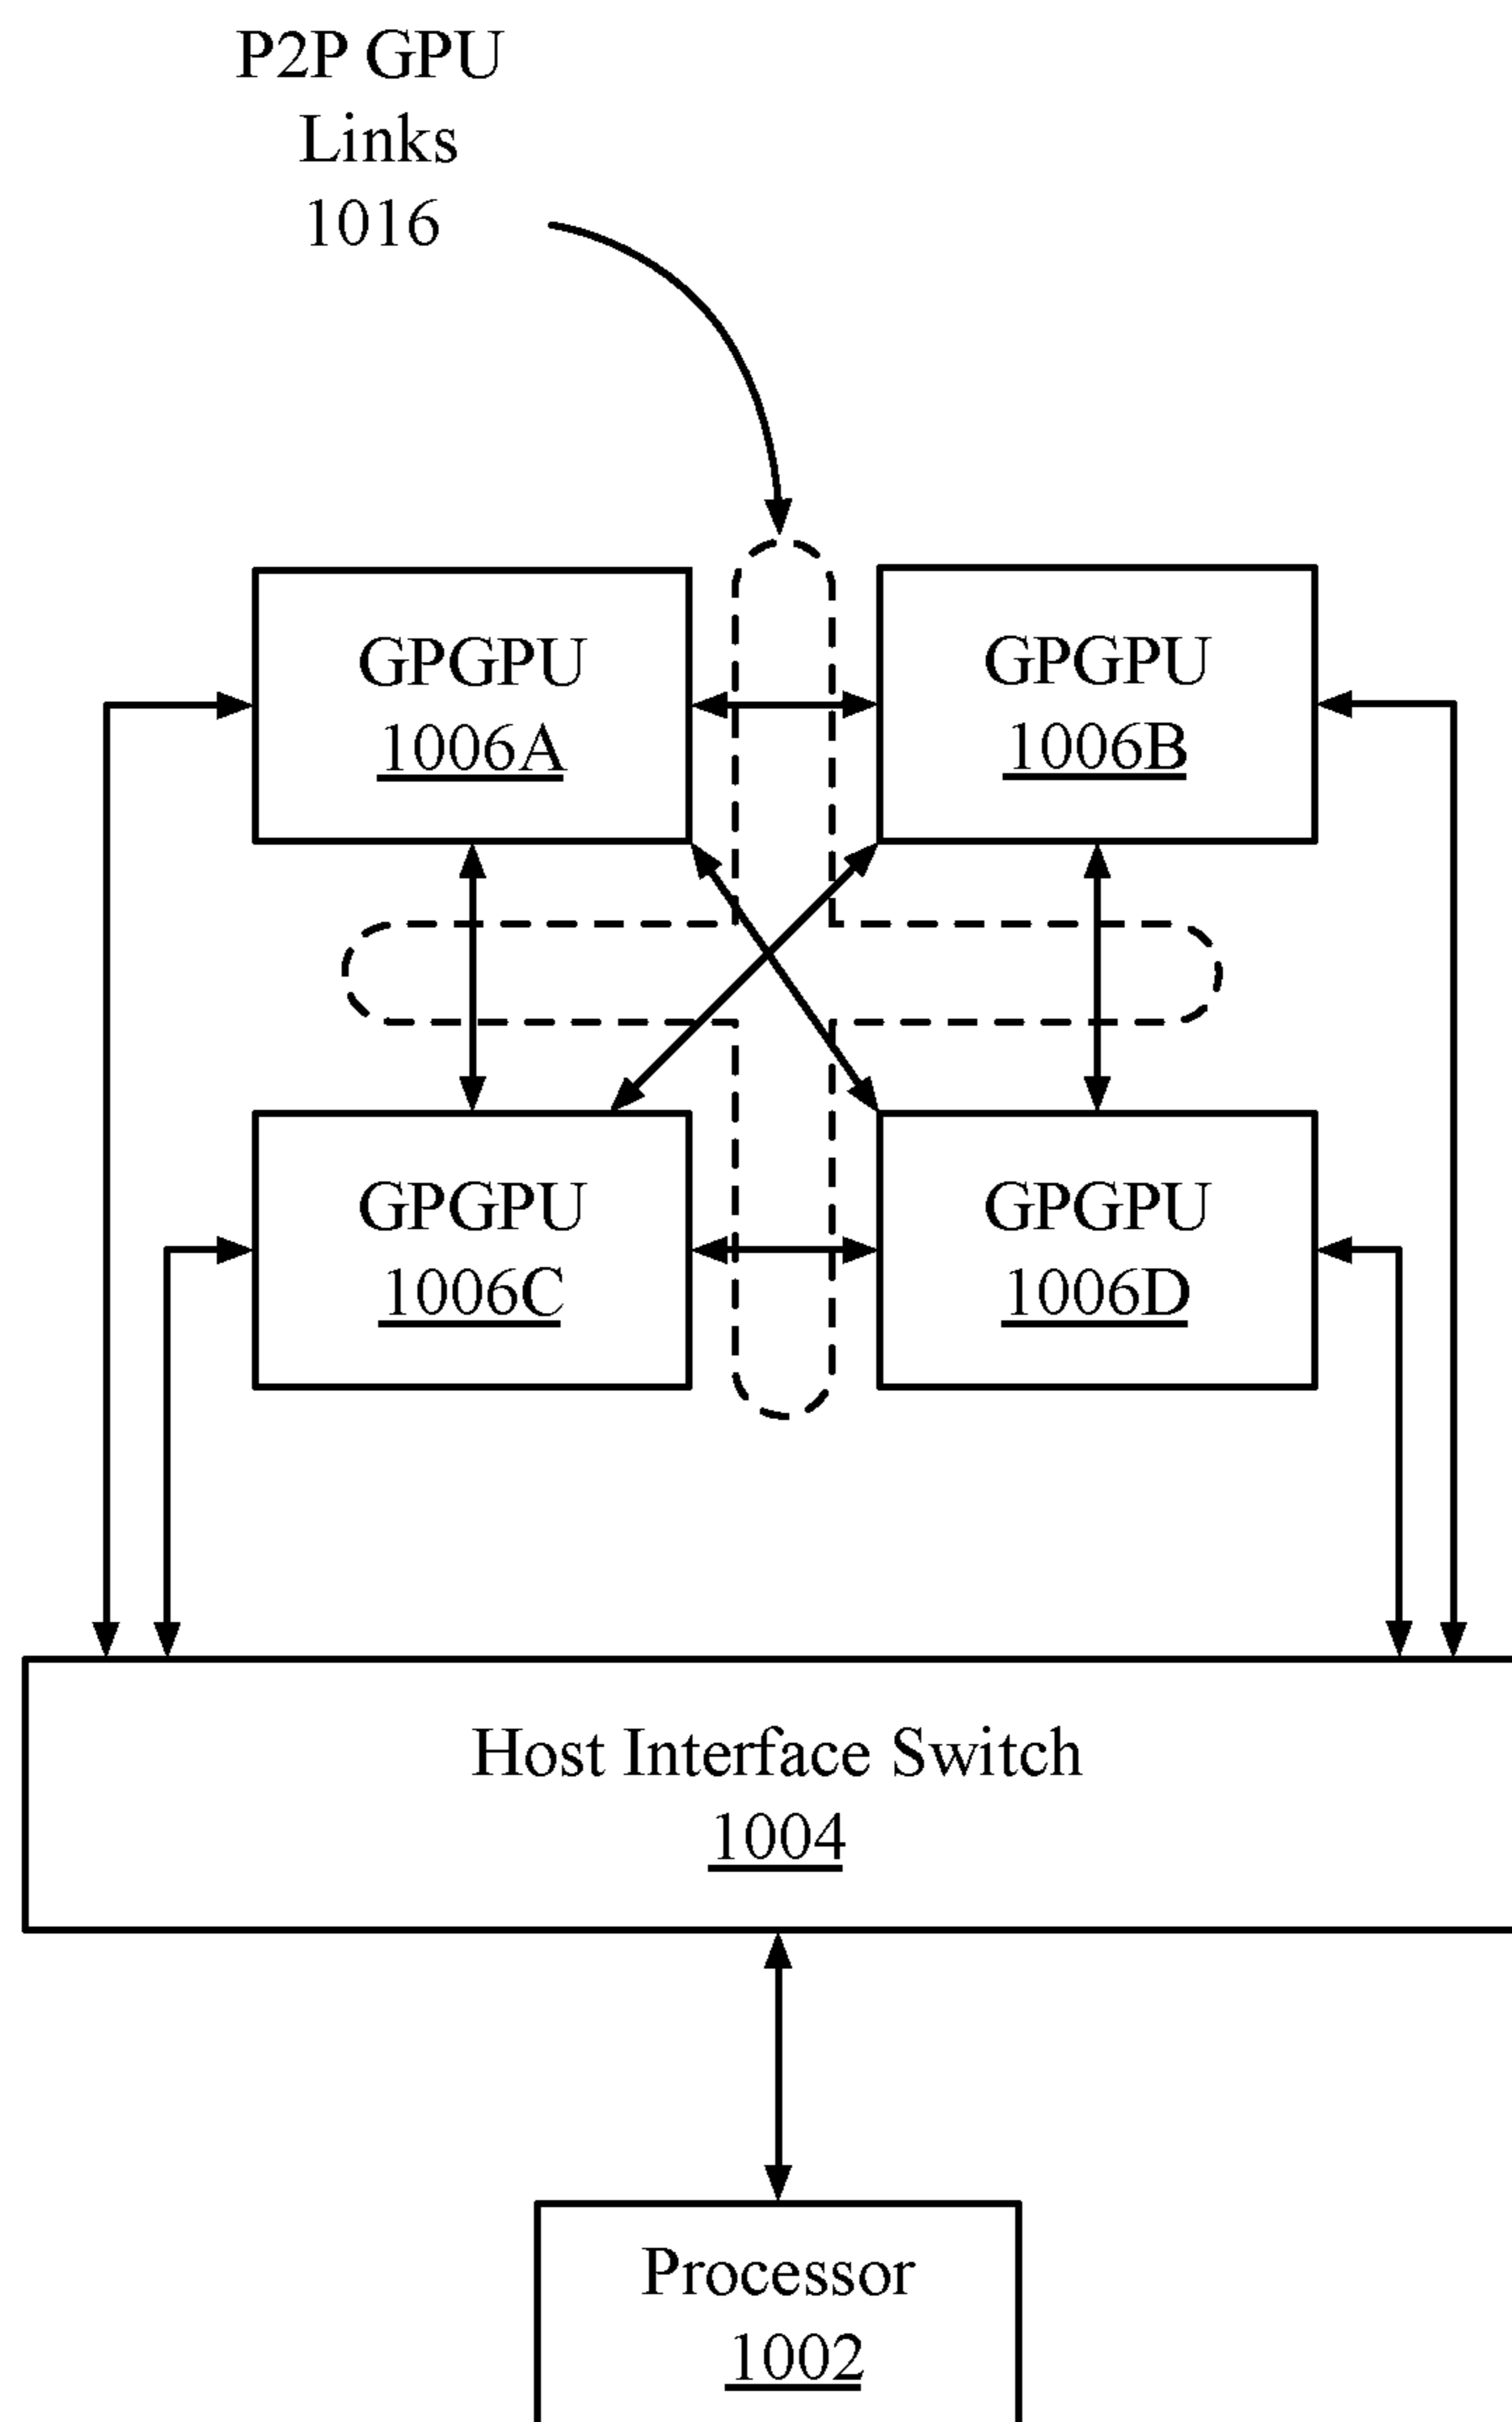 P2P GPU
Links
1016
GPGPU
1006A
GPGPU
1006B
GPGPU
1006C
GPGPU
1006D
Host Interface Switch
1004
Processor
1002